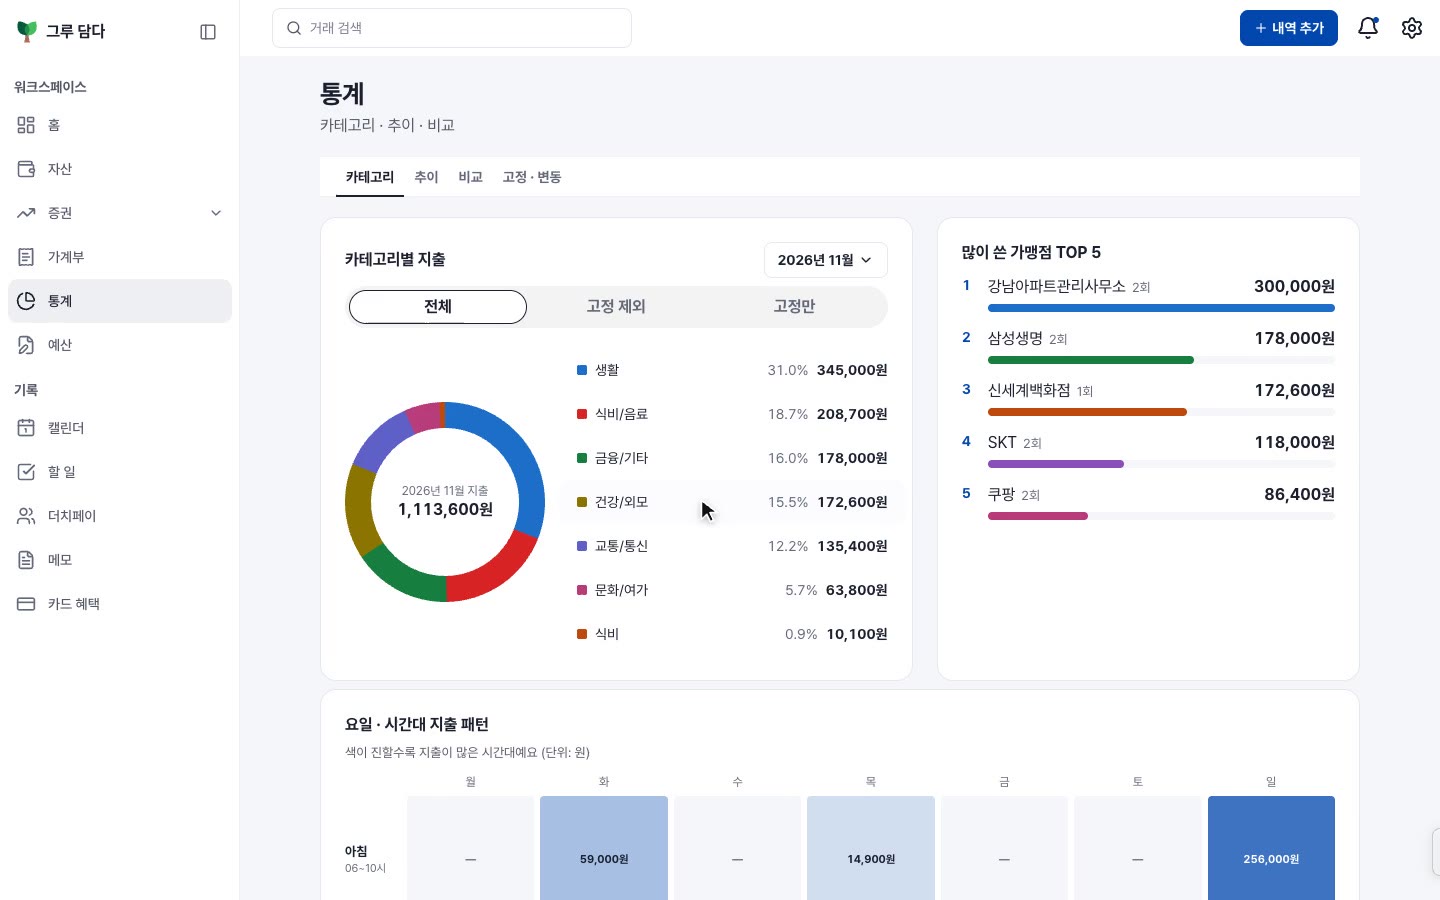 그루 담다
거래 검색
+ 내역 추가
워크스페이스
홈
자산
증권
가계부
통계
예산
기록
캘린더
할 일
더치페이
메모
카드 혜택
통계
카테고리 · 추이 · 비교
카테고리 추이 비교 고정 · 변동
카테고리별 지출
2026년 11월
전체 고정 제외 고정만
2026년 11월 지출
1,113,600원
생활 31.0% 345,000원
식비/음료 18.7% 208,700원
금융/기타 16.0% 178,000원
건강/외모 15.5% 172,600원
교통/통신 12.2% 135,400원
문화/여가 5.7% 63,800원
식비 0.9% 10,100원
많이 쓴 가맹점 TOP 5
1 강남아파트관리사무소 2회 300,000원
2 삼성생명 2회 178,000원
3 신세계백화점 1회 172,600원
4 SKT 2회 118,000원
5 쿠팡 2회 86,400원
요일 · 시간대 지출 패턴
색이 진할수록 지출이 많은 시간대예요 (단위: 원)
월 화 수 목 금 토 일
아침
06~10시
— 59,000원 — 14,900원 — — 256,000원